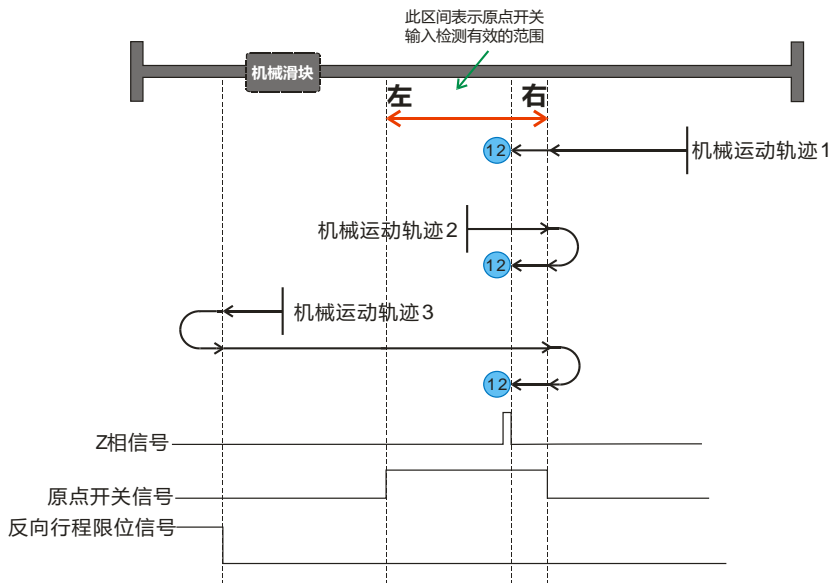 此区间表示原点开关
输入检测有效的范围
机械滑块
左
右
12
机械运动轨迹1
机械运动轨迹2
12
机械运动轨迹3
12
Z相信号
原点开关信号
反向行程限位信号